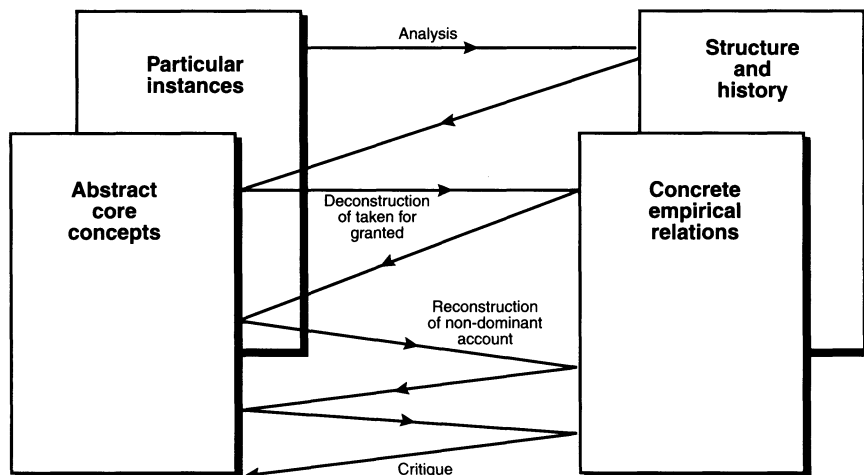 Particular
instances
Analysis
Structure
and
history
Abstract
core
concepts
Deconstruction
of taken for
granted
Concrete
empirical
relations
Reconstruction
of non-dominant
account
Critique